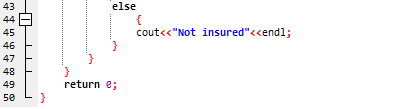 43 else
44 {
45 cout<<"Not insured"<<endl;
46 }
47 }
48 }
49 return 0;
50 }